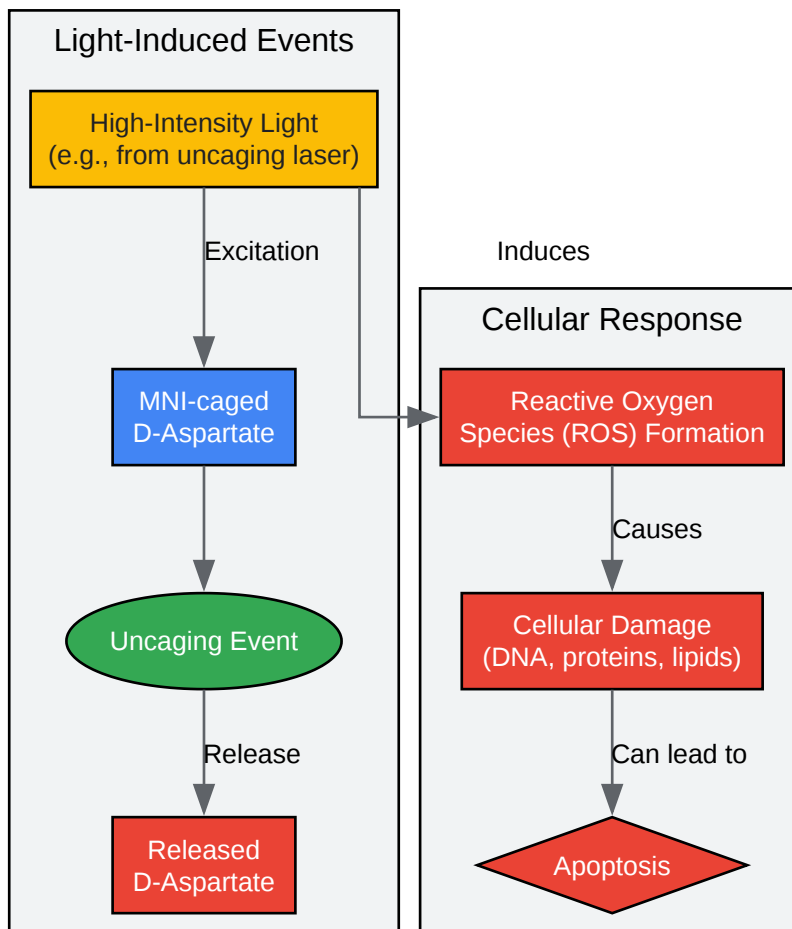 Light-Induced Events
High-Intensity Light
(e.g., from uncaging laser)
Excitation
Induces
Cellular Response
MNI-caged
D-Aspartate
Reactive Oxygen
Species (ROS) Formation
Causes
Uncaging Event
Cellular Damage
(DNA, proteins, lipids)
Release
Can lead to
Released
D-Aspartate
Apoptosis